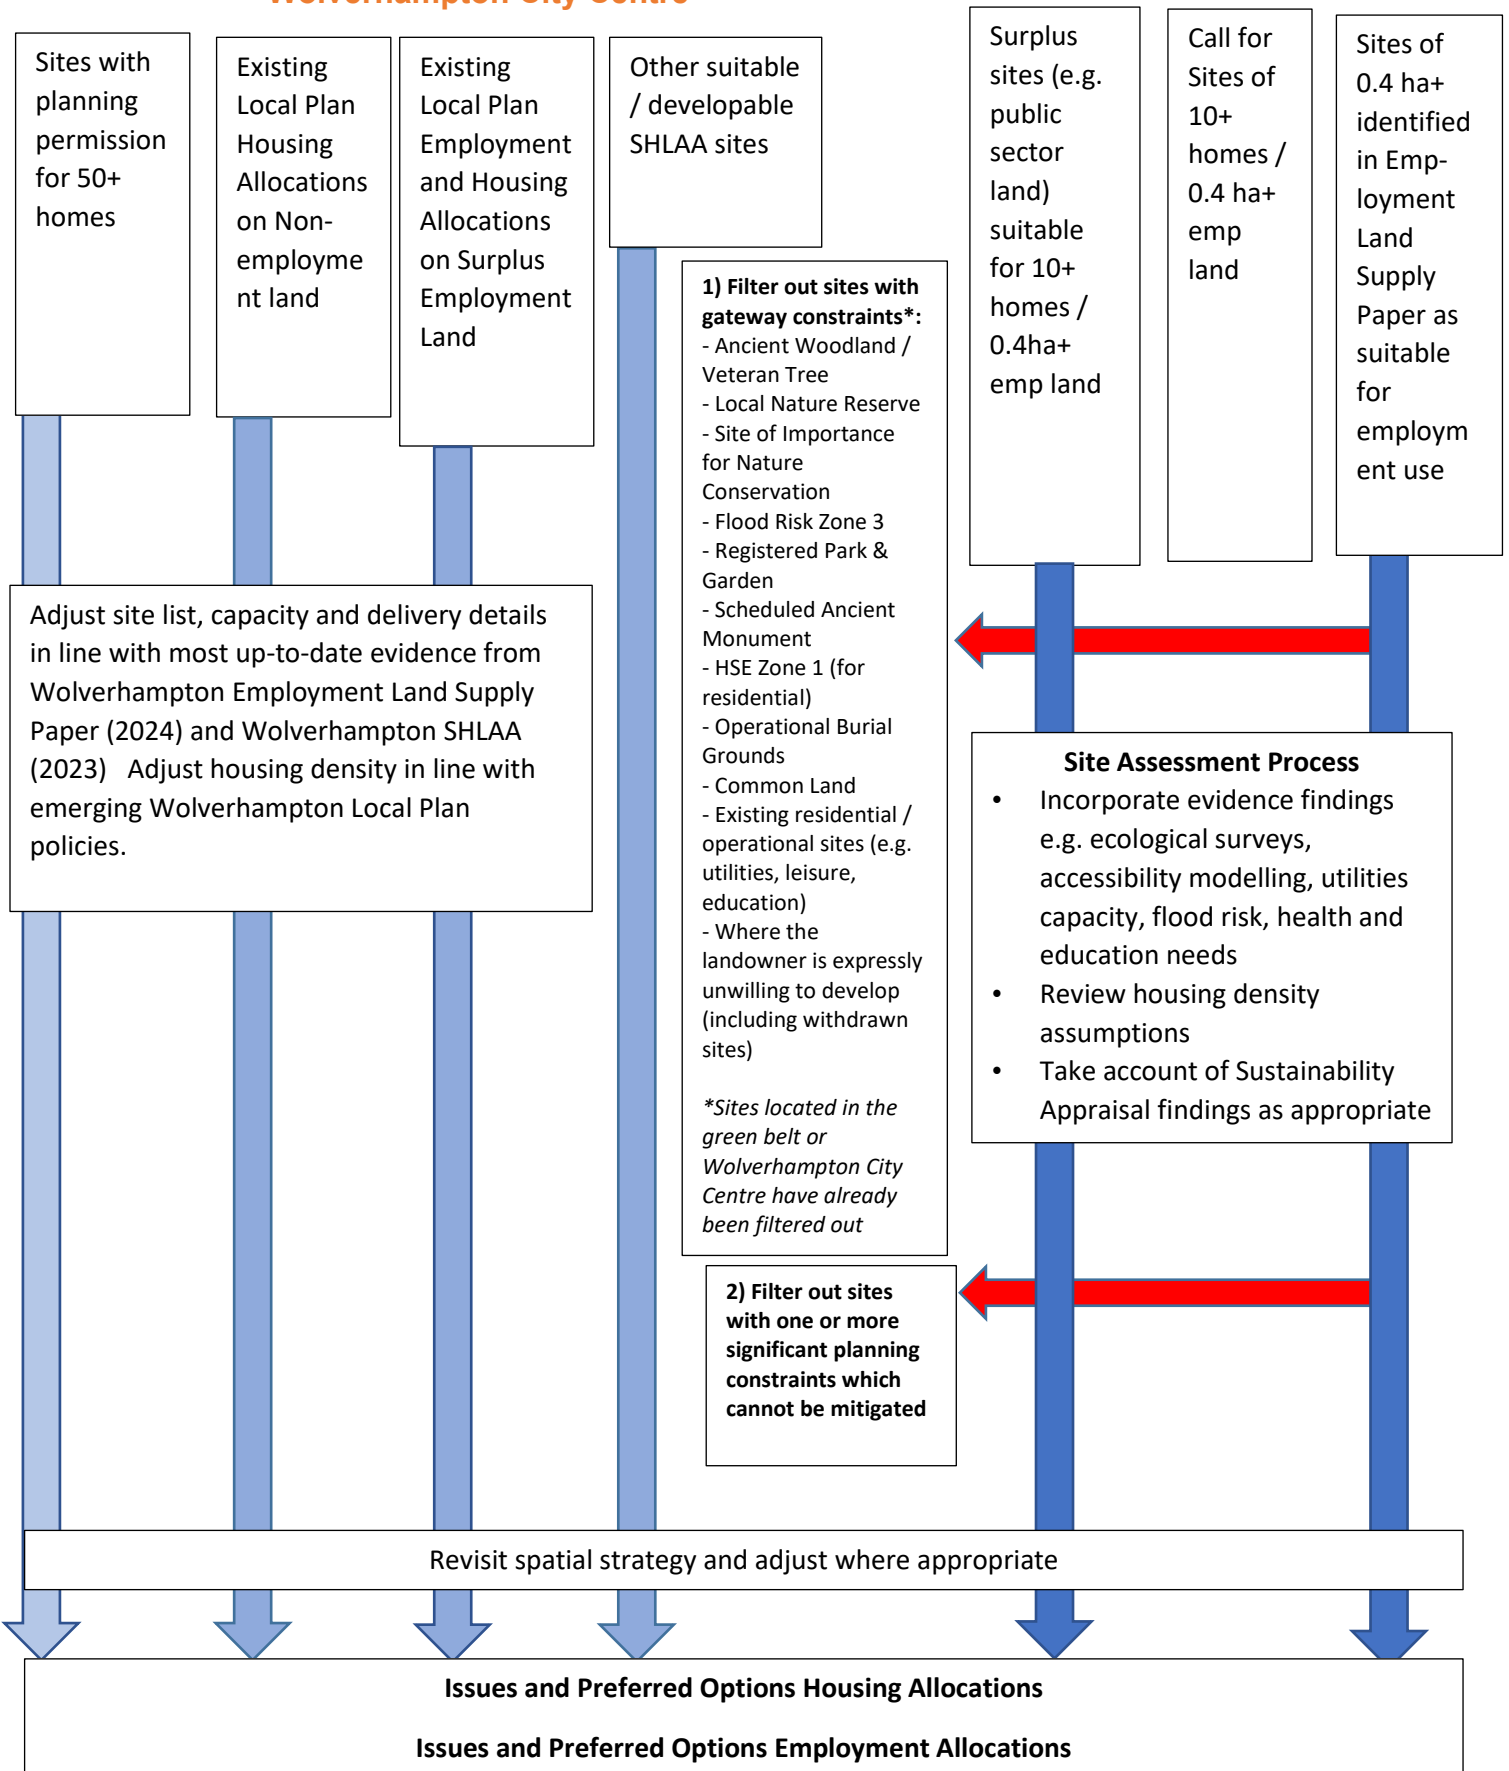 Wolverhampton City Centre
Sites with
planning
permission
for 50+
homes
Existing
Local Plan
Housing
Allocations
on Non-
employme
nt land
Existing
Local Plan
Employment
and Housing
Allocations
on Surplus
Employment
Land
Other suitable
/ developable
SHLAA sites
Surplus
sites (e.g.
public
sector
land)
suitable
for 10+
homes /
0.4ha+
emp land
Call for
Sites of
10+
homes /
0.4 ha+
emp
land
Sites of
0.4 ha+
identified
in Emp-
loyment
Land
Supply
Paper as
suitable
for
employm
ent use
1) Filter out sites with
gateway constraints*:
- Ancient Woodland /
Veteran Tree
- Local Nature Reserve
- Site of Importance
for Nature
Conservation
- Flood Risk Zone 3
- Registered Park &
Garden
- Scheduled Ancient
Monument
- HSE Zone 1 (for
residential)
- Operational Burial
Grounds
- Common Land
- Existing residential /
operational sites (e.g.
utilities, leisure,
education)
- Where the
landowner is expressly
unwilling to develop
(including withdrawn
sites)
*Sites located in the
green belt or
Wolverhampton City
Centre have already
been filtered out
Adjust site list, capacity and delivery details
in line with most up-to-date evidence from
Wolverhampton Employment Land Supply
Paper (2024) and Wolverhampton SHLAA
(2023) Adjust housing density in line with
emerging Wolverhampton Local Plan
policies.
Site Assessment Process
• Incorporate evidence findings
e.g. ecological surveys,
accessibility modelling, utilities
capacity, flood risk, health and
education needs
• Review housing density
assumptions
• Take account of Sustainability
Appraisal findings as appropriate
2) Filter out sites
with one or more
significant planning
constraints which
cannot be mitigated
Revisit spatial strategy and adjust where appropriate
Issues and Preferred Options Housing Allocations
Issues and Preferred Options Employment Allocations